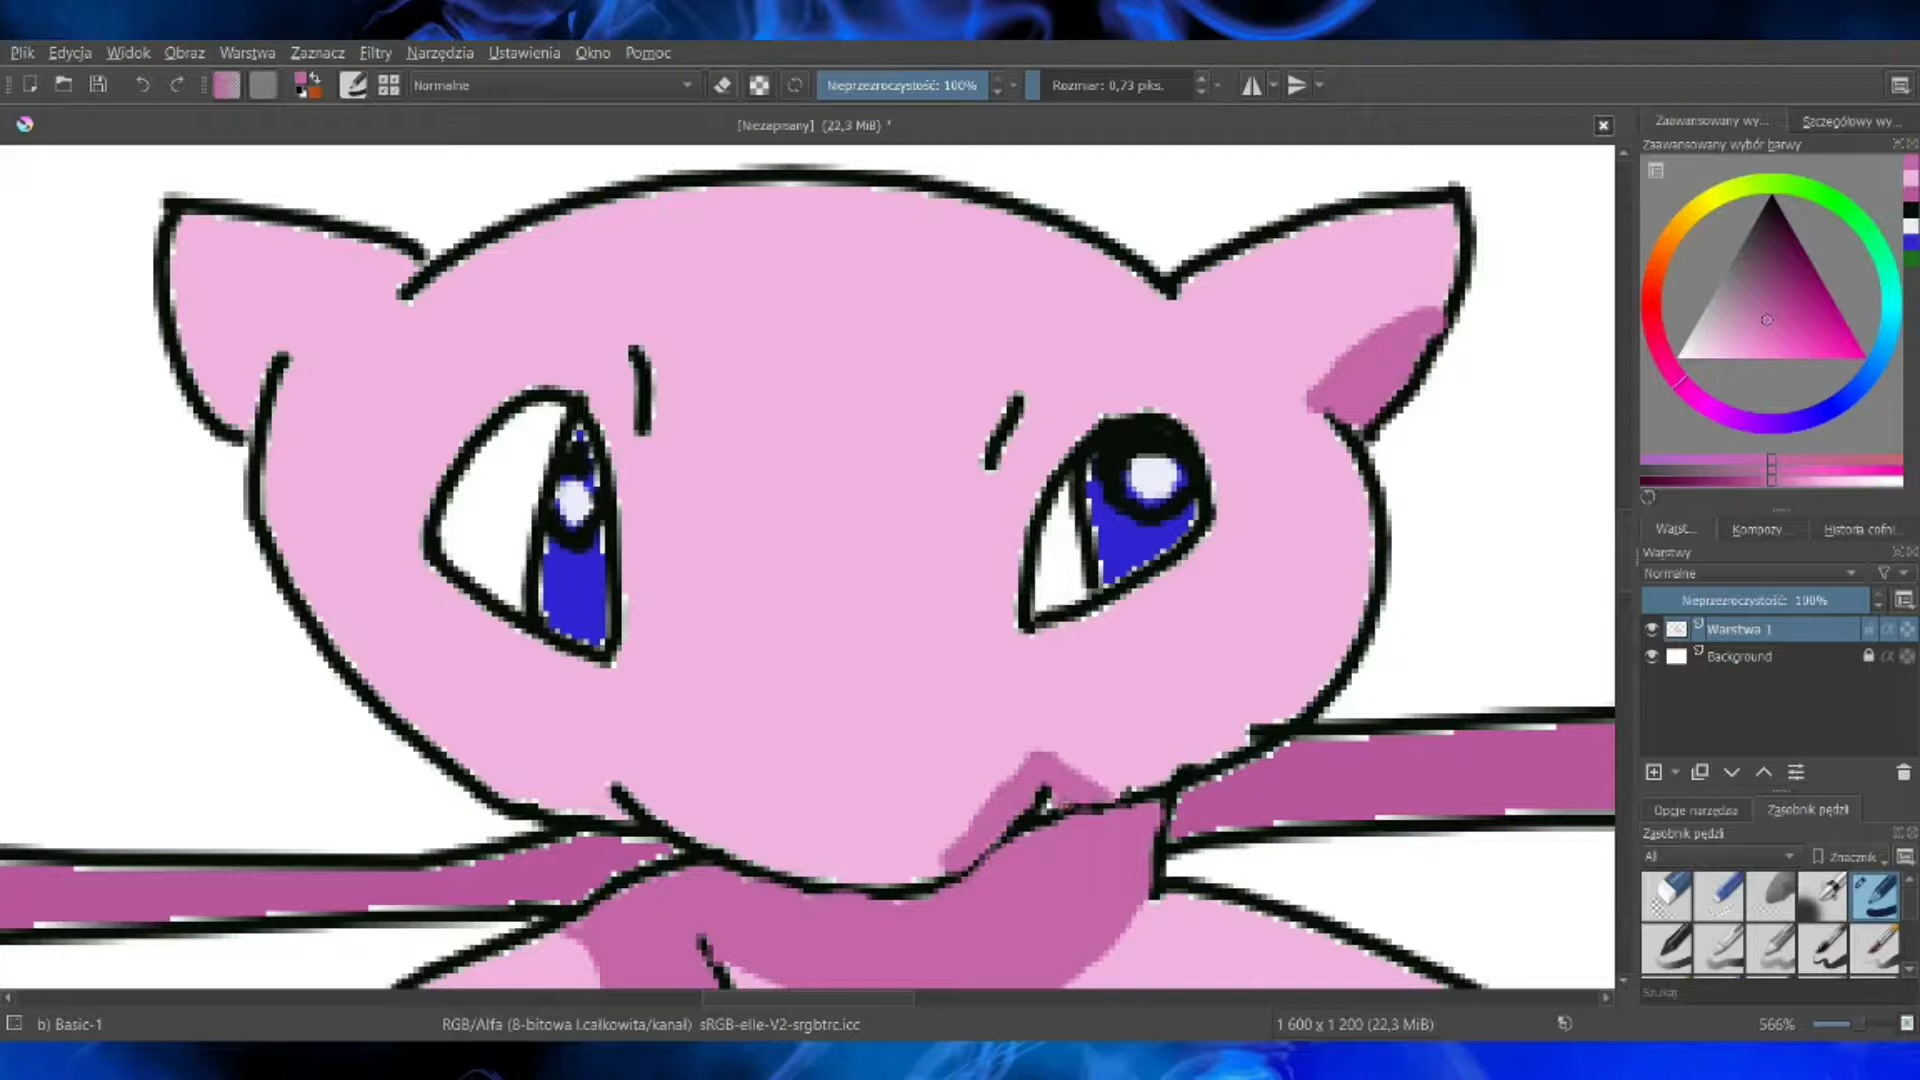 Plik Edycja Widok Obraz Warstwa Zaznacz Filtry Narzędzia Ustawienia Okno Pomoc
Normalne
Nieprzezroczystość: 100%
Rozmiar: 0,73 piks.
[Niezapisany] (22,3 MiB) *
Zaawansowany wy... Szczegółowy wy...
Zaawansowany wybór barwy
Warst... Kompozy... Historia cofni...
Warstwy
Normalne
Nieprzezroczystość: 100%
Warstwa 1
Background
Opcje narzędzia Zasobnik pędzli
Zasobnik pędzli
All Znacznik
Szukaj
b) Basic-1
RGB/Alfa (8-bitowa l.całkowita/kanał) sRGB-elle-V2-srgbtrc.icc
1 600 x 1 200 (22,3 MiB)
566%